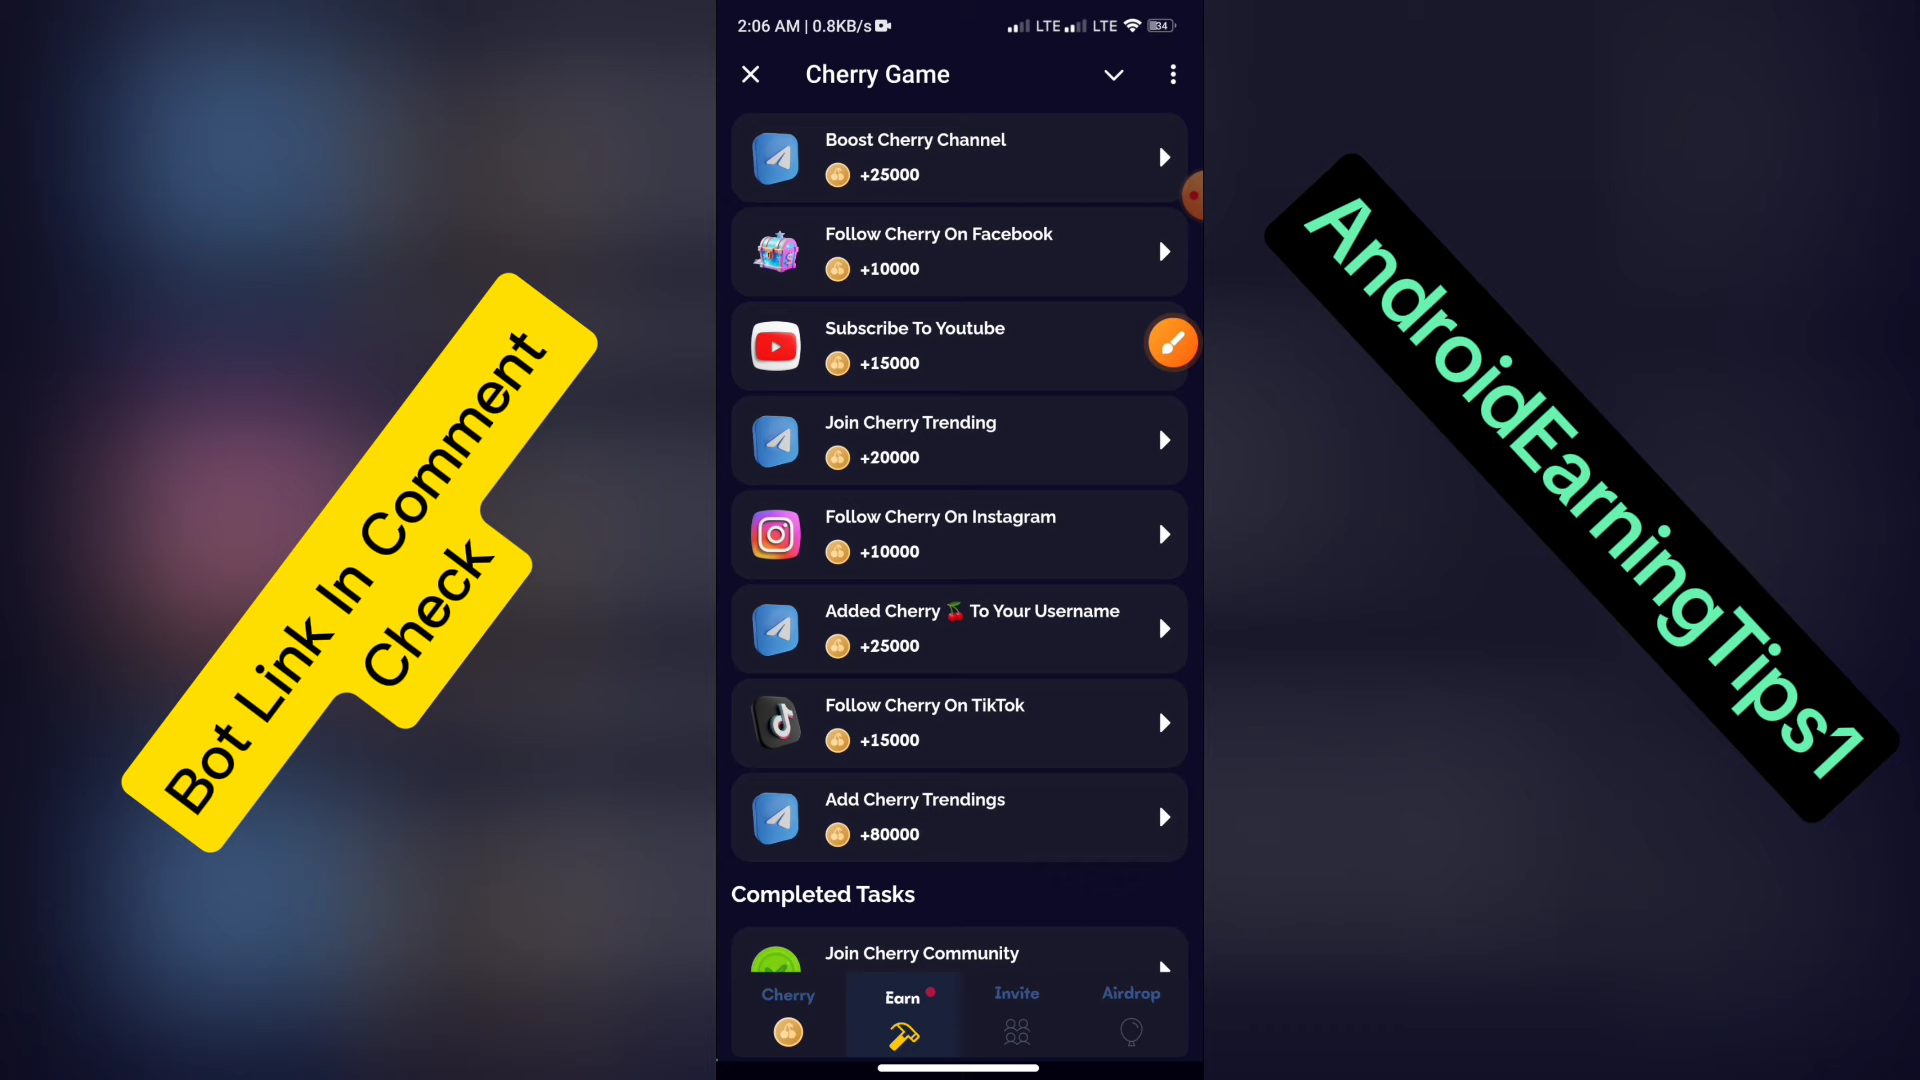 2:06 AM | 0.8KB/s
LTE LTE 34
Cherry Game
Boost Cherry Channel
+25000
Follow Cherry On Facebook
+10000
Subscribe To Youtube
+15000
Join Cherry Trending
+20000
Follow Cherry On Instagram
+10000
Added Cherry 🍒 To Your Username
+25000
Follow Cherry On TikTok
+15000
Add Cherry Trendings
+80000
Completed Tasks
Join Cherry Community
Cherry
Earn
Invite
Airdrop
Bot Link In Comment
Check
AndroidEarningTips1